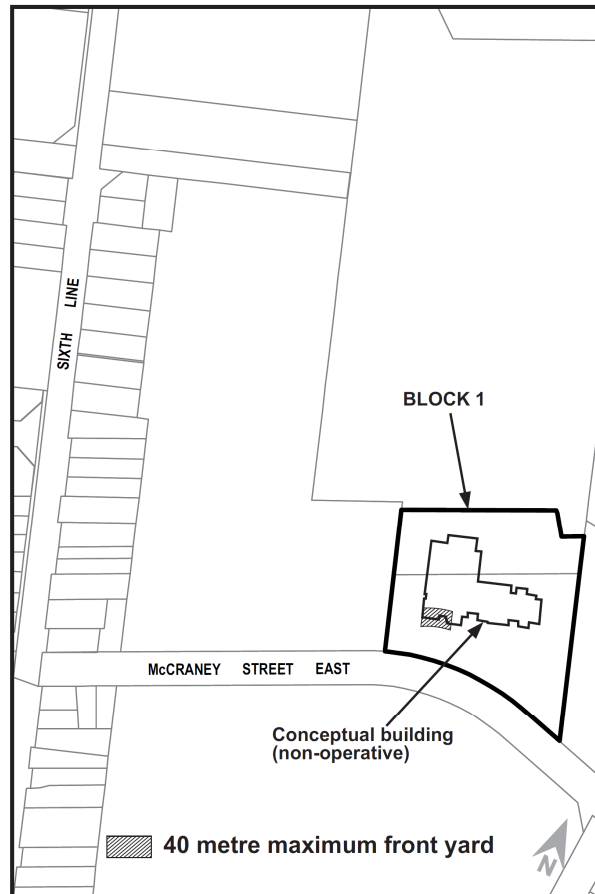 SIXTH LINE
BLOCK 1
McCRANEY STREET EAST
Conceptual building
(non-operative)
40 metre maximum front yard
N